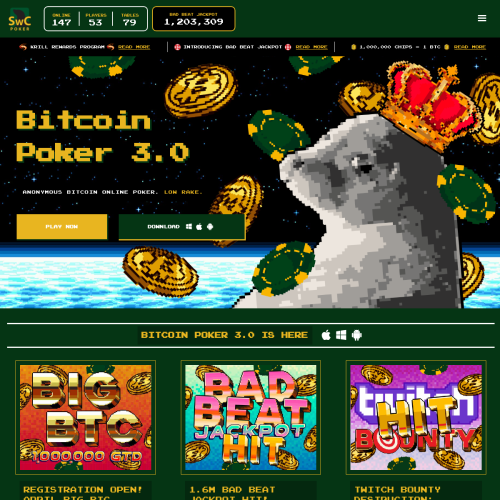 SwC
POKER
ONLINE
147
PLAYERS
53
TABLES
79
BAD BEAT JACKPOT
1,203,309
KRILL REWARDS PROGRAM READ MORE
INTRODUCING BAD BEAT JACKPOT READ MORE
1,000,000 CHIPS = 1 BTC READ MORE
Bitcoin
Poker 3.0
ANONYMOUS BITCOIN ONLINE POKER. LOW RAKE.
PLAY NOW
DOWNLOAD
BITCOIN POKER 3.0 IS HERE
BIG
BTC
1000000 GTD
BAD
BEAT
JACKPOT
HIT
twitch
HIT
BOUNTY
REGISTRATION OPEN!
APRIL BIG BTC
1.6M BAD BEAT
JACKPOT HIT!
TWITCH BOUNTY
DESTRUCTION: